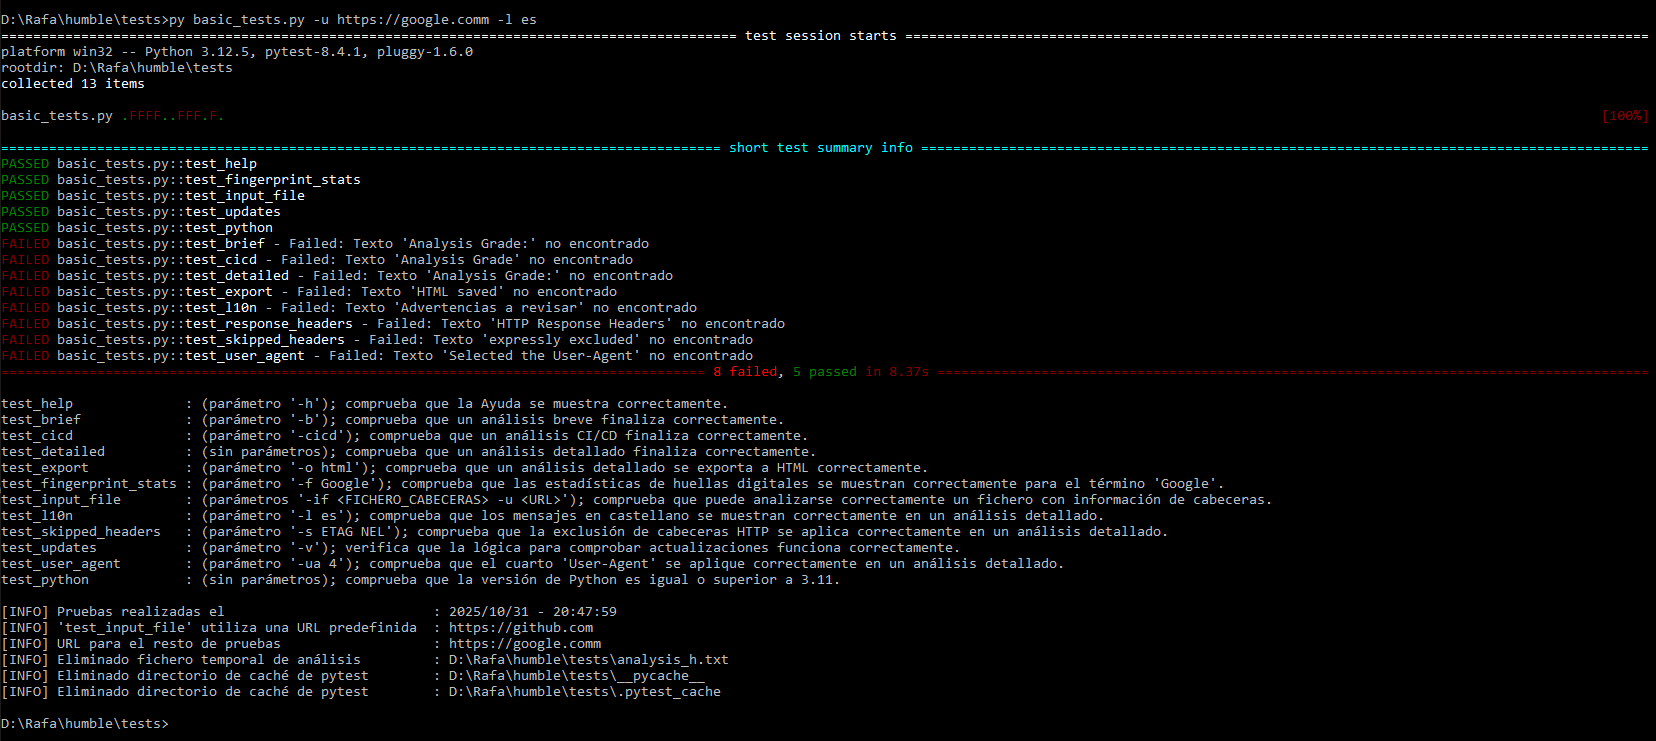 D:\Rafa\humble\tests>py basic_tests.py -u https://google.comm -l es
============================================================================================ test session starts =============================================================================================
platform win32 -- Python 3.12.5, pytest-8.4.1, pluggy-1.6.0
rootdir: D:\Rafa\humble\tests
collected 13 items

basic_tests.py .FFFF..FFF.F. [100%]

========================================================================================== short test summary info ===========================================================================================
PASSED basic_tests.py::test_help
PASSED basic_tests.py::test_fingerprint_stats
PASSED basic_tests.py::test_input_file
PASSED basic_tests.py::test_updates
PASSED basic_tests.py::test_python
FAILED basic_tests.py::test_brief - Failed: Texto 'Analysis Grade:' no encontrado
FAILED basic_tests.py::test_cicd - Failed: Texto 'Analysis Grade' no encontrado
FAILED basic_tests.py::test_detailed - Failed: Texto 'Analysis Grade:' no encontrado
FAILED basic_tests.py::test_export - Failed: Texto 'HTML saved' no encontrado
FAILED basic_tests.py::test_l10n - Failed: Texto 'Advertencias a revisar' no encontrado
FAILED basic_tests.py::test_response_headers - Failed: Texto 'HTTP Response Headers' no encontrado
FAILED basic_tests.py::test_skipped_headers - Failed: Texto 'expressly excluded' no encontrado
FAILED basic_tests.py::test_user_agent - Failed: Texto 'Selected the User-Agent' no encontrado
======================================================================================== 8 failed, 5 passed in 8.37s =========================================================================================

test_help              : (parámetro '-h'); comprueba que la Ayuda se muestra correctamente.
test_brief             : (parámetro '-b'); comprueba que un análisis breve finaliza correctamente.
test_cicd              : (parámetro '-cicd'); comprueba que un análisis CI/CD finaliza correctamente.
test_detailed          : (sin parámetros); comprueba que un análisis detallado finaliza correctamente.
test_export            : (parámetro '-o html'); comprueba que un análisis detallado se exporta a HTML correctamente.
test_fingerprint_stats : (parámetro '-f Google'); comprueba que las estadísticas de huellas digitales se muestran correctamente para el término 'Google'.
test_input_file        : (parámetros '-if <FICHERO_CABECERAS> -u <URL>'); comprueba que puede analizarse correctamente un fichero con información de cabeceras.
test_l10n              : (parámetro '-l es'); comprueba que los mensajes en castellano se muestran correctamente en un análisis detallado.
test_skipped_headers   : (parámetro '-s ETAG NEL'); comprueba que la exclusión de cabeceras HTTP se aplica correctamente en un análisis detallado.
test_updates           : (parámetro '-v'); verifica que la lógica para comprobar actualizaciones funciona correctamente.
test_user_agent        : (parámetro '-ua 4'); comprueba que el cuarto 'User-Agent' se aplique correctamente en un análisis detallado.
test_python            : (sin parámetros); comprueba que la versión de Python es igual o superior a 3.11.

[INFO] Pruebas realizadas el                          : 2025/10/31 - 20:47:59
[INFO] 'test_input_file' utiliza una URL predefinida  : https://github.com
[INFO] URL para el resto de pruebas                   : https://google.comm
[INFO] Eliminado fichero temporal de análisis         : D:\Rafa\humble\tests\analysis_h.txt
[INFO] Eliminado directorio de caché de pytest        : D:\Rafa\humble\tests\__pycache__
[INFO] Eliminado directorio de caché de pytest        : D:\Rafa\humble\tests\.pytest_cache

D:\Rafa\humble\tests>